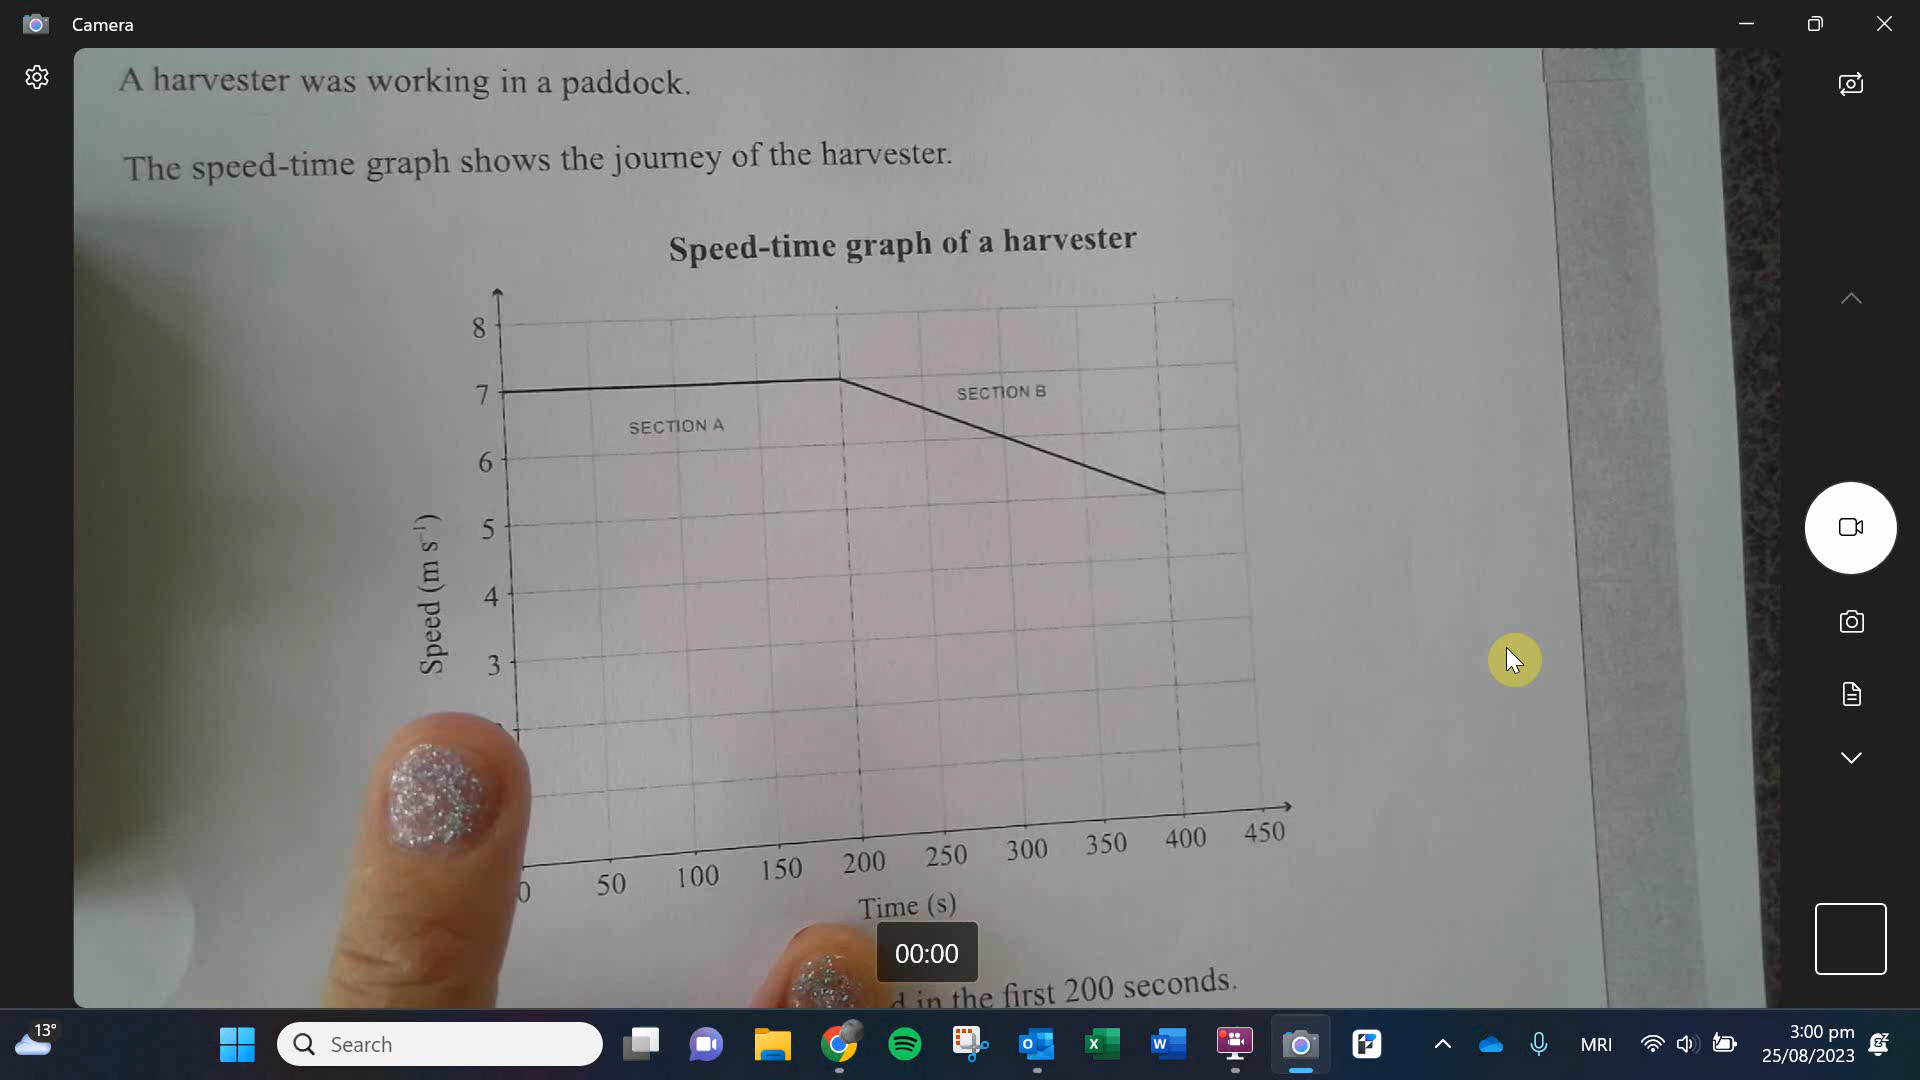 Camera
A harvester was working in a paddock.
The speed-time graph shows the journey of the harvester.
Speed-time graph of a harvester
8
7
6
5
4
3
SECTION A
SECTION B
Speed (m s⁻¹)
0 50 100 150 200 250 300 350 400 450
Time (s)
00:00
in the first 200 seconds.
13°
Search
MRI
3:00 pm
25/08/2023